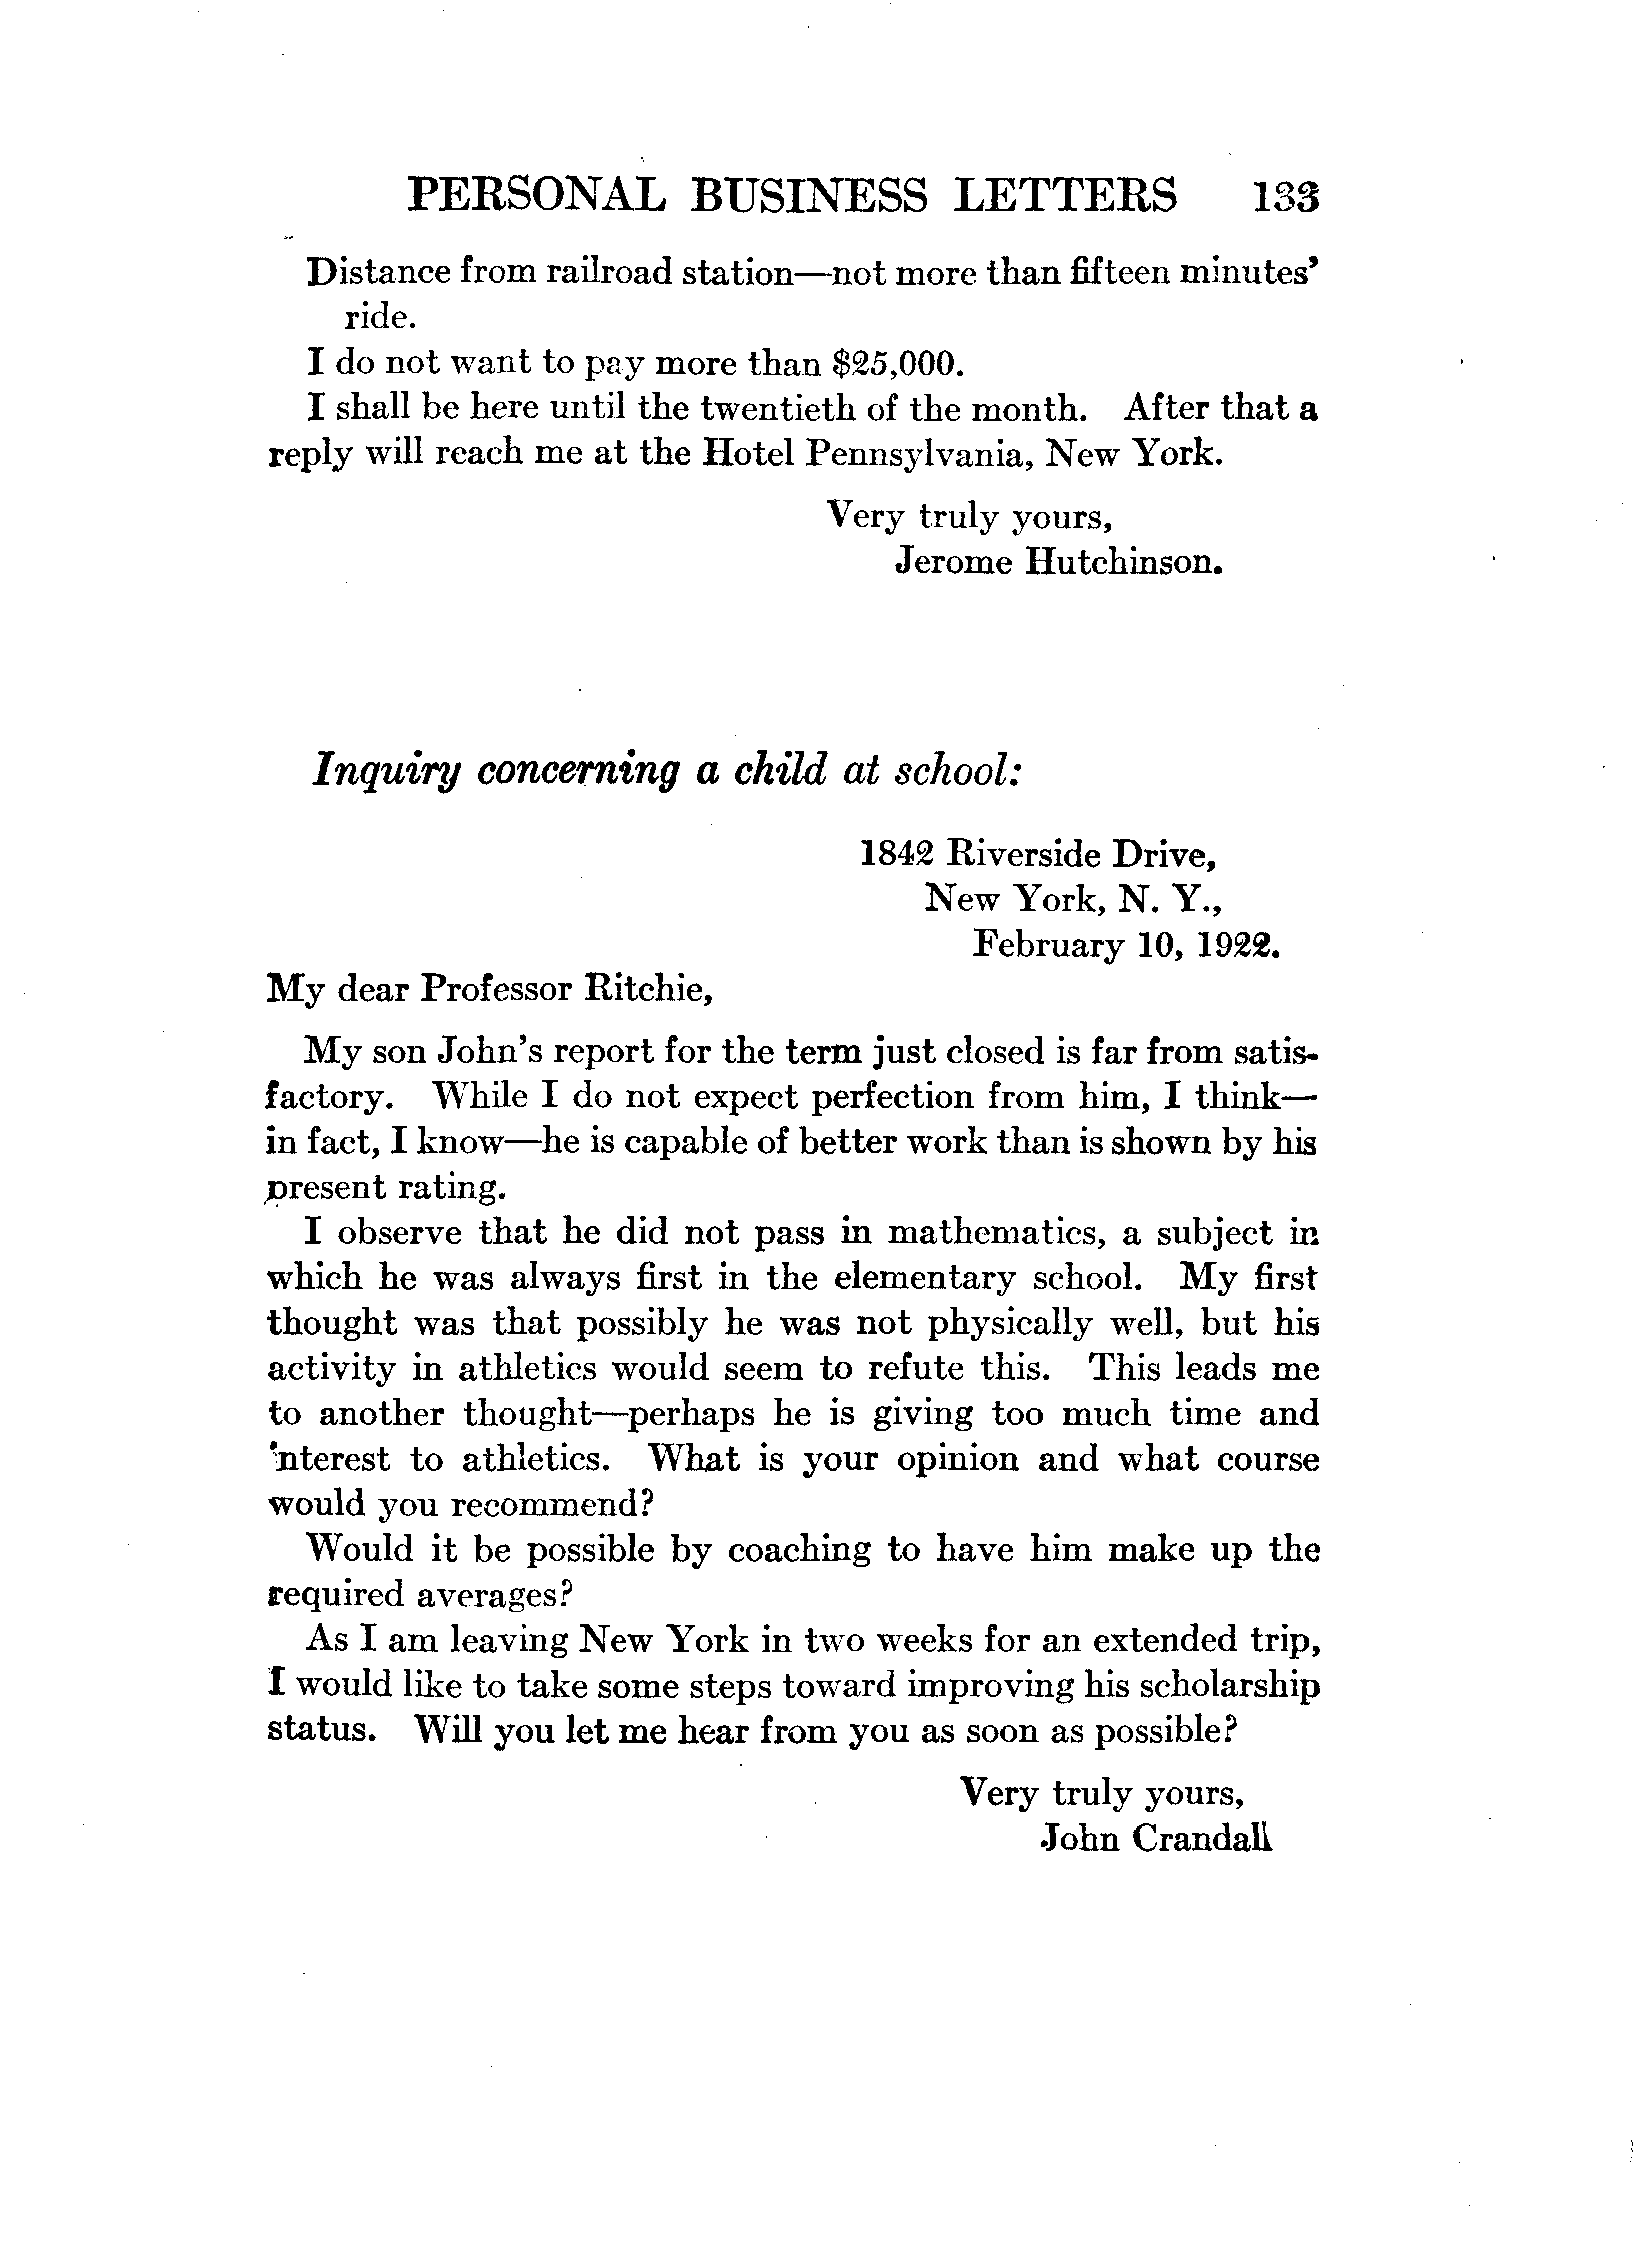 PERSONAL BUSINESS LETTERS 133
Distance from railroad station—not more than fifteen minutes'
ride.
I do not want to pay more than $25,000.
I shall be here until the twentieth of the month. After that a
reply will reach me at the Hotel Pennsylvania, New York.
Very truly yours,
Jerome Hutchinson.
Inquiry concerning a child at school:
1842 Riverside Drive,
New York, N. Y.,
February 10, 1922.
My dear Professor Ritchie,
My son John's report for the term just closed is far from satis-
factory. While I do not expect perfection from him, I think—
in fact, I know—he is capable of better work than is shown by his
present rating.
I observe that he did not pass in mathematics, a subject in
which he was always first in the elementary school. My first
thought was that possibly he was not physically well, but his
activity in athletics would seem to refute this. This leads me
to another thought—perhaps he is giving too much time and
interest to athletics. What is your opinion and what course
would you recommend?
Would it be possible by coaching to have him make up the
required averages?
As I am leaving New York in two weeks for an extended trip,
I would like to take some steps toward improving his scholarship
status. Will you let me hear from you as soon as possible?
Very truly yours,
John Crandall